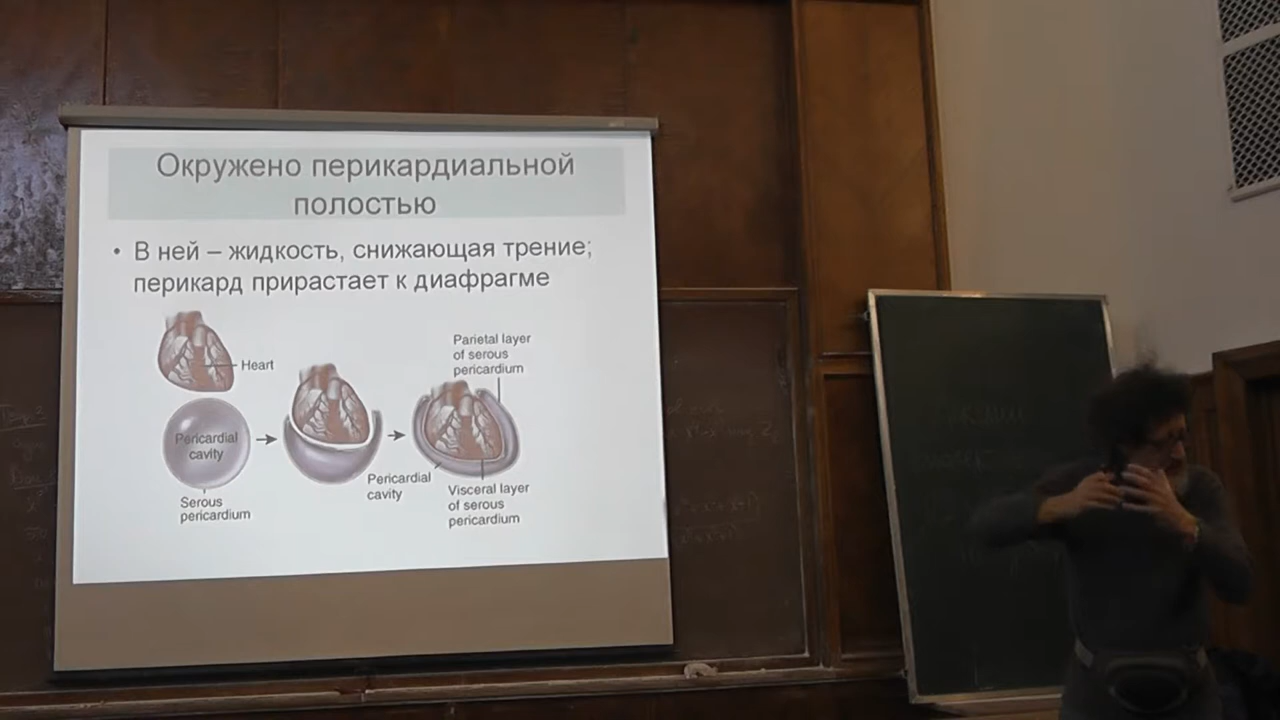 Окружено перикардиальной
полостью
• В ней – жидкость, снижающая трение;
перикард прирастает к диафрагме
Heart
Pericardial
cavity
Serous
pericardium
Pericardial
cavity
Parietal layer
of serous
pericardium
Visceral layer
of serous
pericardium